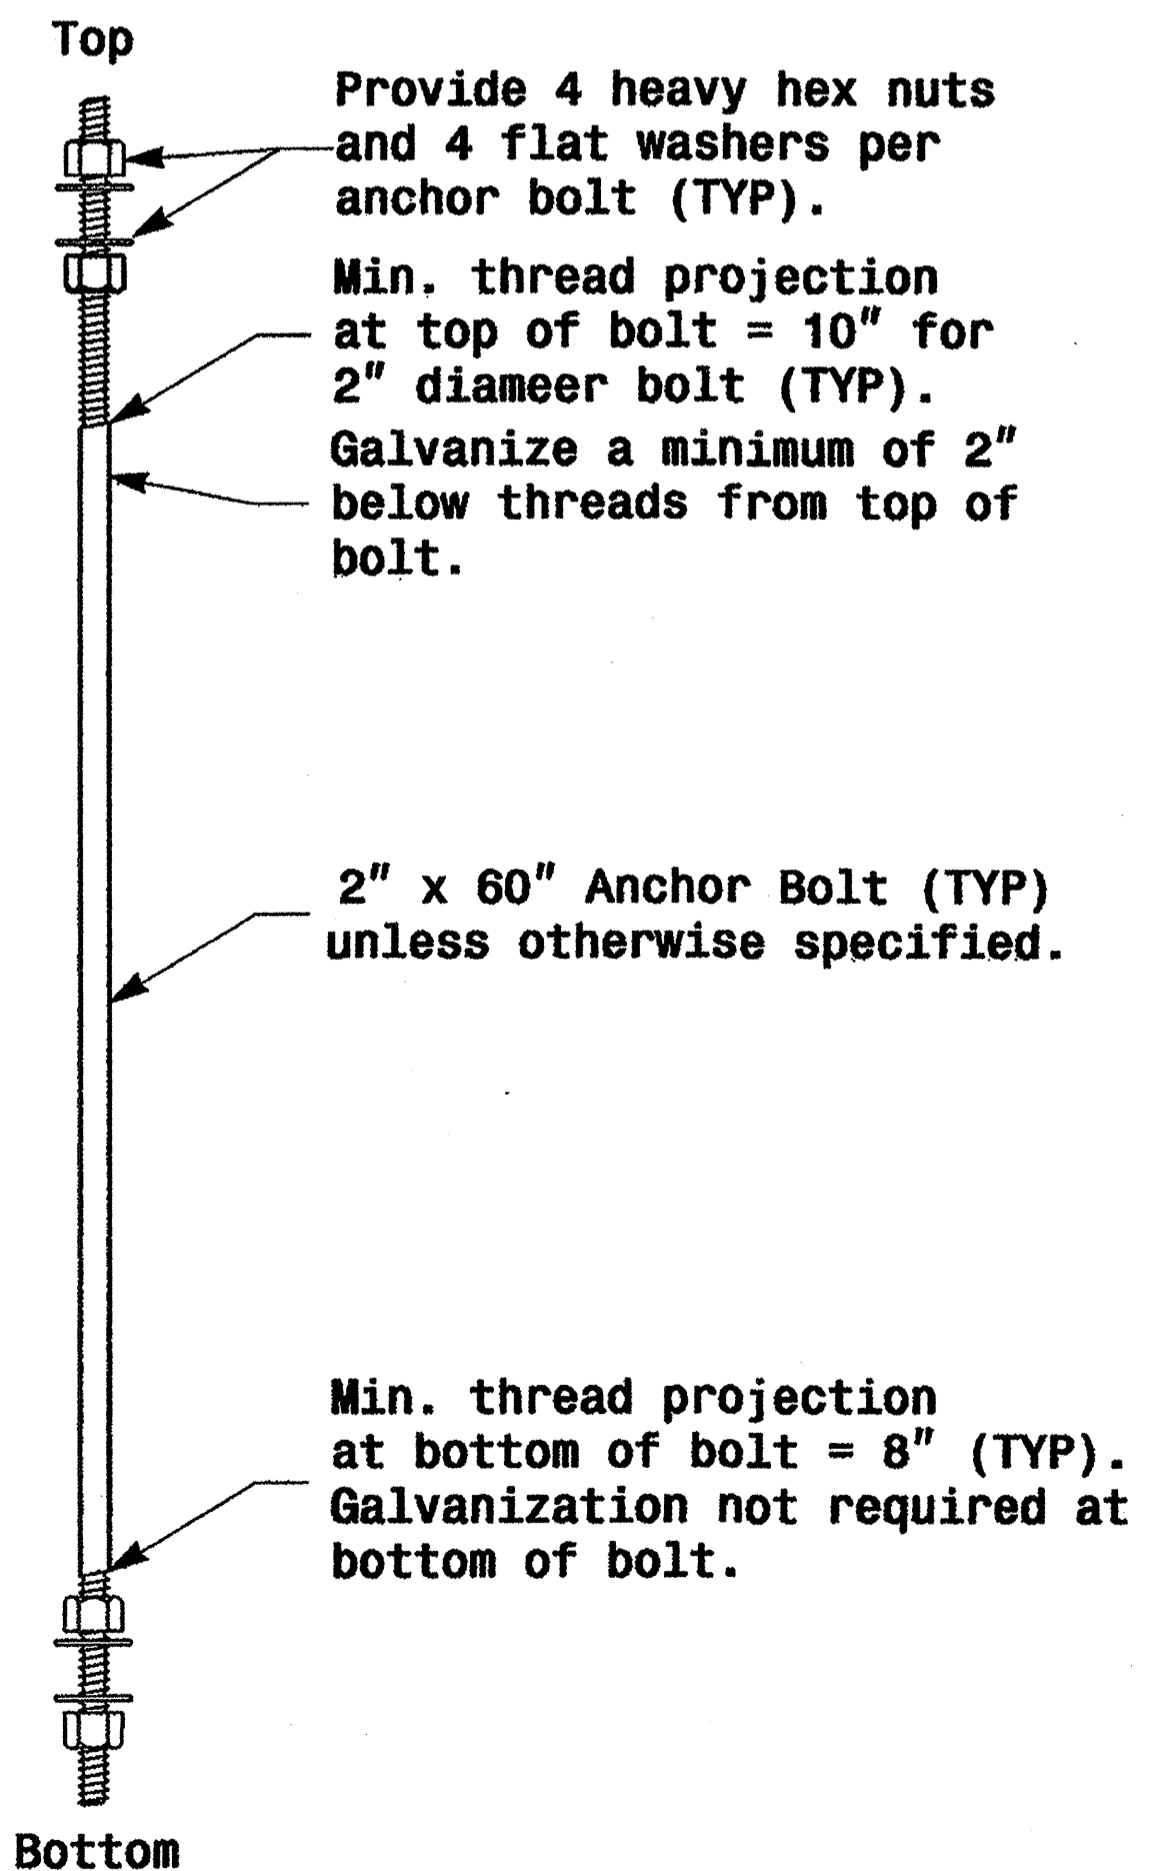 Top
Provide 4 heavy hex nuts
and 4 flat washers per
anchor bolt (TYP).
Min. thread projection
at top of bolt = 10" for
2" diameer bolt (TYP).
Galvanize a minimum of 2"
below threads from top of
bolt.
2" x 60" Anchor Bolt (TYP)
unless otherwise specified.
Min. thread projection
at bottom of bolt = 8" (TYP).
Galvanization not required at
bottom of bolt.
Bottom